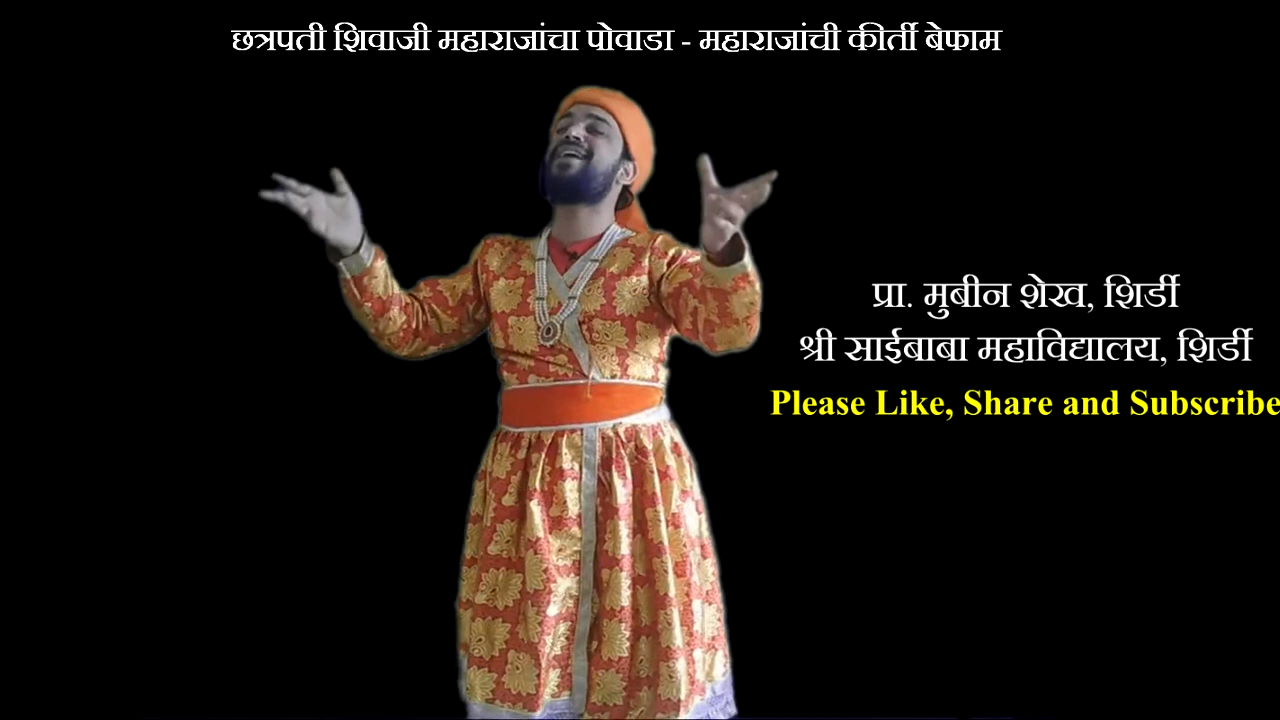 छत्रपती शिवाजी महाराजांचा पोवाडा - महाराजांची कीर्ती बेफाम
प्रा. मुबीन शेख, शिर्डी
श्री साईबाबा महाविद्यालय, शिर्डी
Please Like, Share and Subscribe